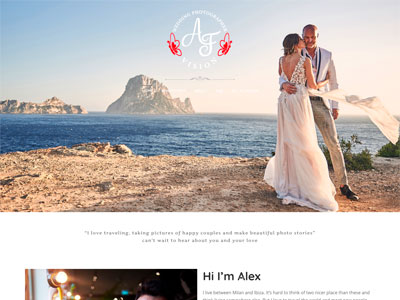 WEDDING PHOTOGRAPHER
AF
VISION
"I love traveling, taking pictures of happy couples and make beautiful photo stories"
can't wait to hear about you and your love
Hi I'm Alex
I live between Milan and Ibiza. It's hard to think of two nicer place than these and